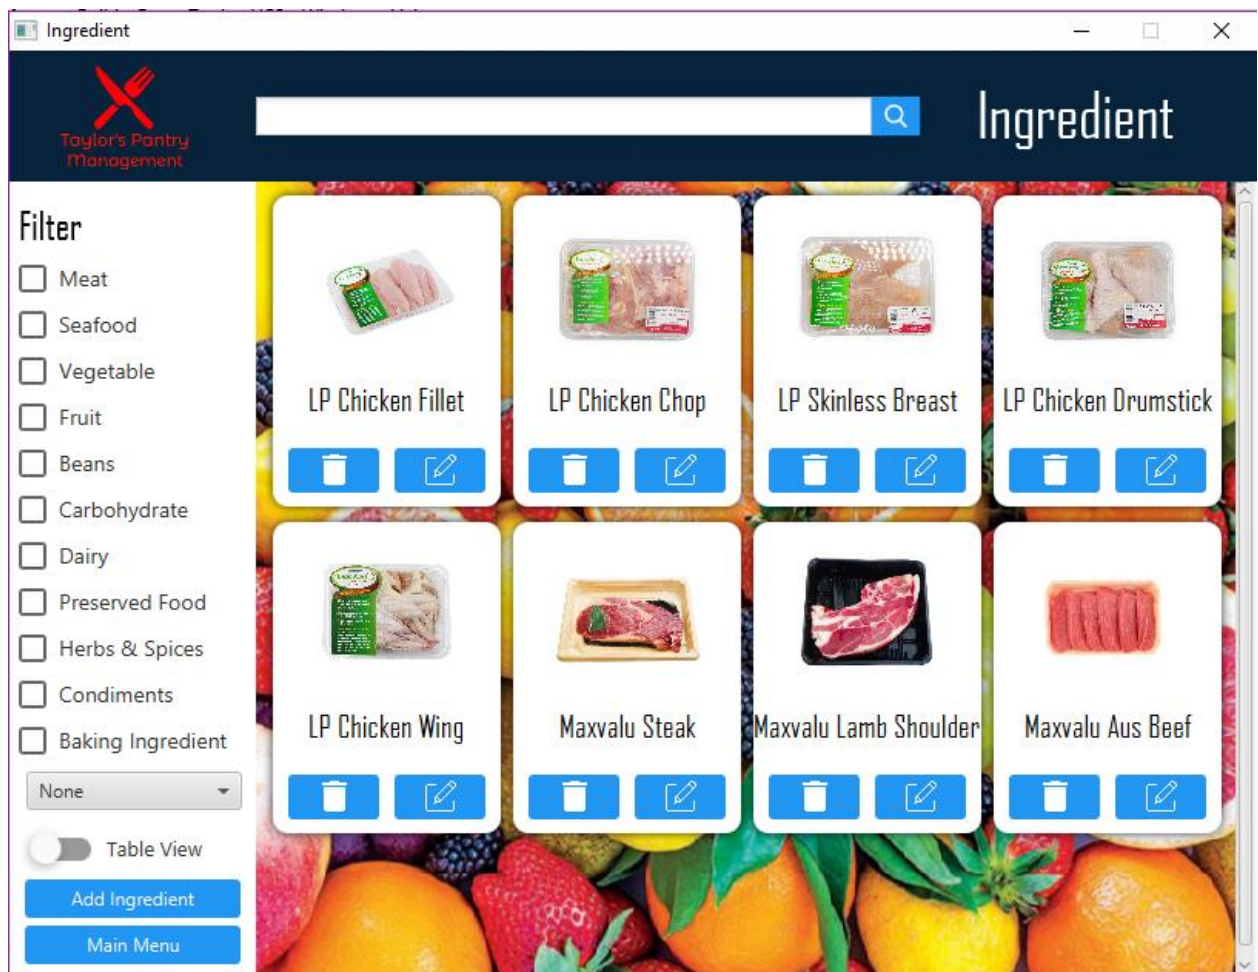 Ingredient
Taylor's Pantry
Management
Ingredient
Filter
Meat
Seafood
Vegetable
Fruit
Beans
Carbohydrate
Dairy
Preserved Food
Herbs & Spices
Condiments
Baking Ingredient
None
Table View
Add Ingredient
Main Menu
LP Chicken Fillet
LP Chicken Chop
LP Skinless Breast
LP Chicken Drumstick
LP Chicken Wing
Maxvalu Steak
Maxvalu Lamb Shoulder
Maxvalu Aus Beef